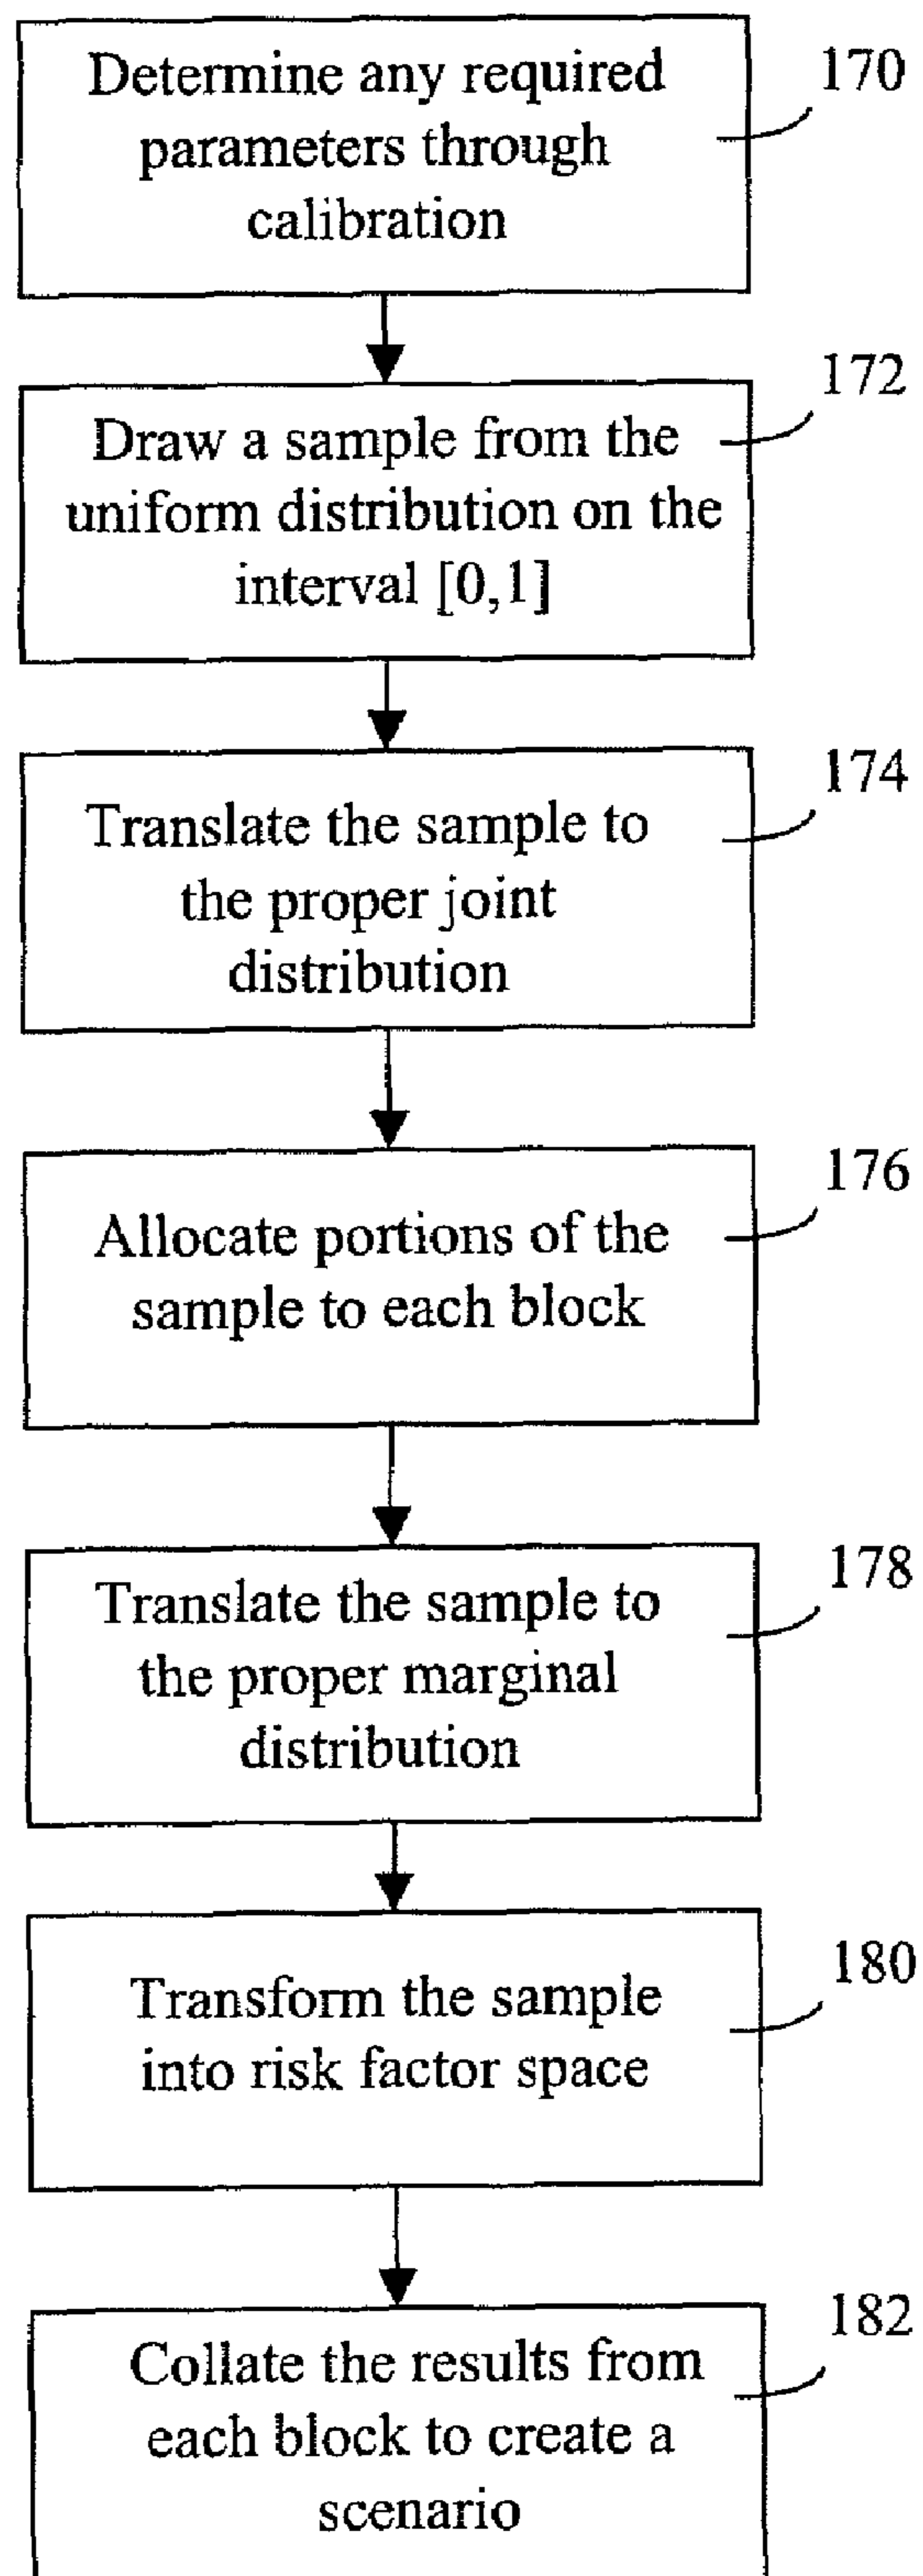 Determine any required
parameters through
calibration
170
Draw a sample from the
uniform distribution on the
interval [0,1]
172
Translate the sample to
the proper joint
distribution
174
Allocate portions of the
sample to each block
176
Translate the sample to
the proper marginal
distribution
178
Transform the sample
into risk factor space
180
Collate the results from
each block to create a
scenario
182